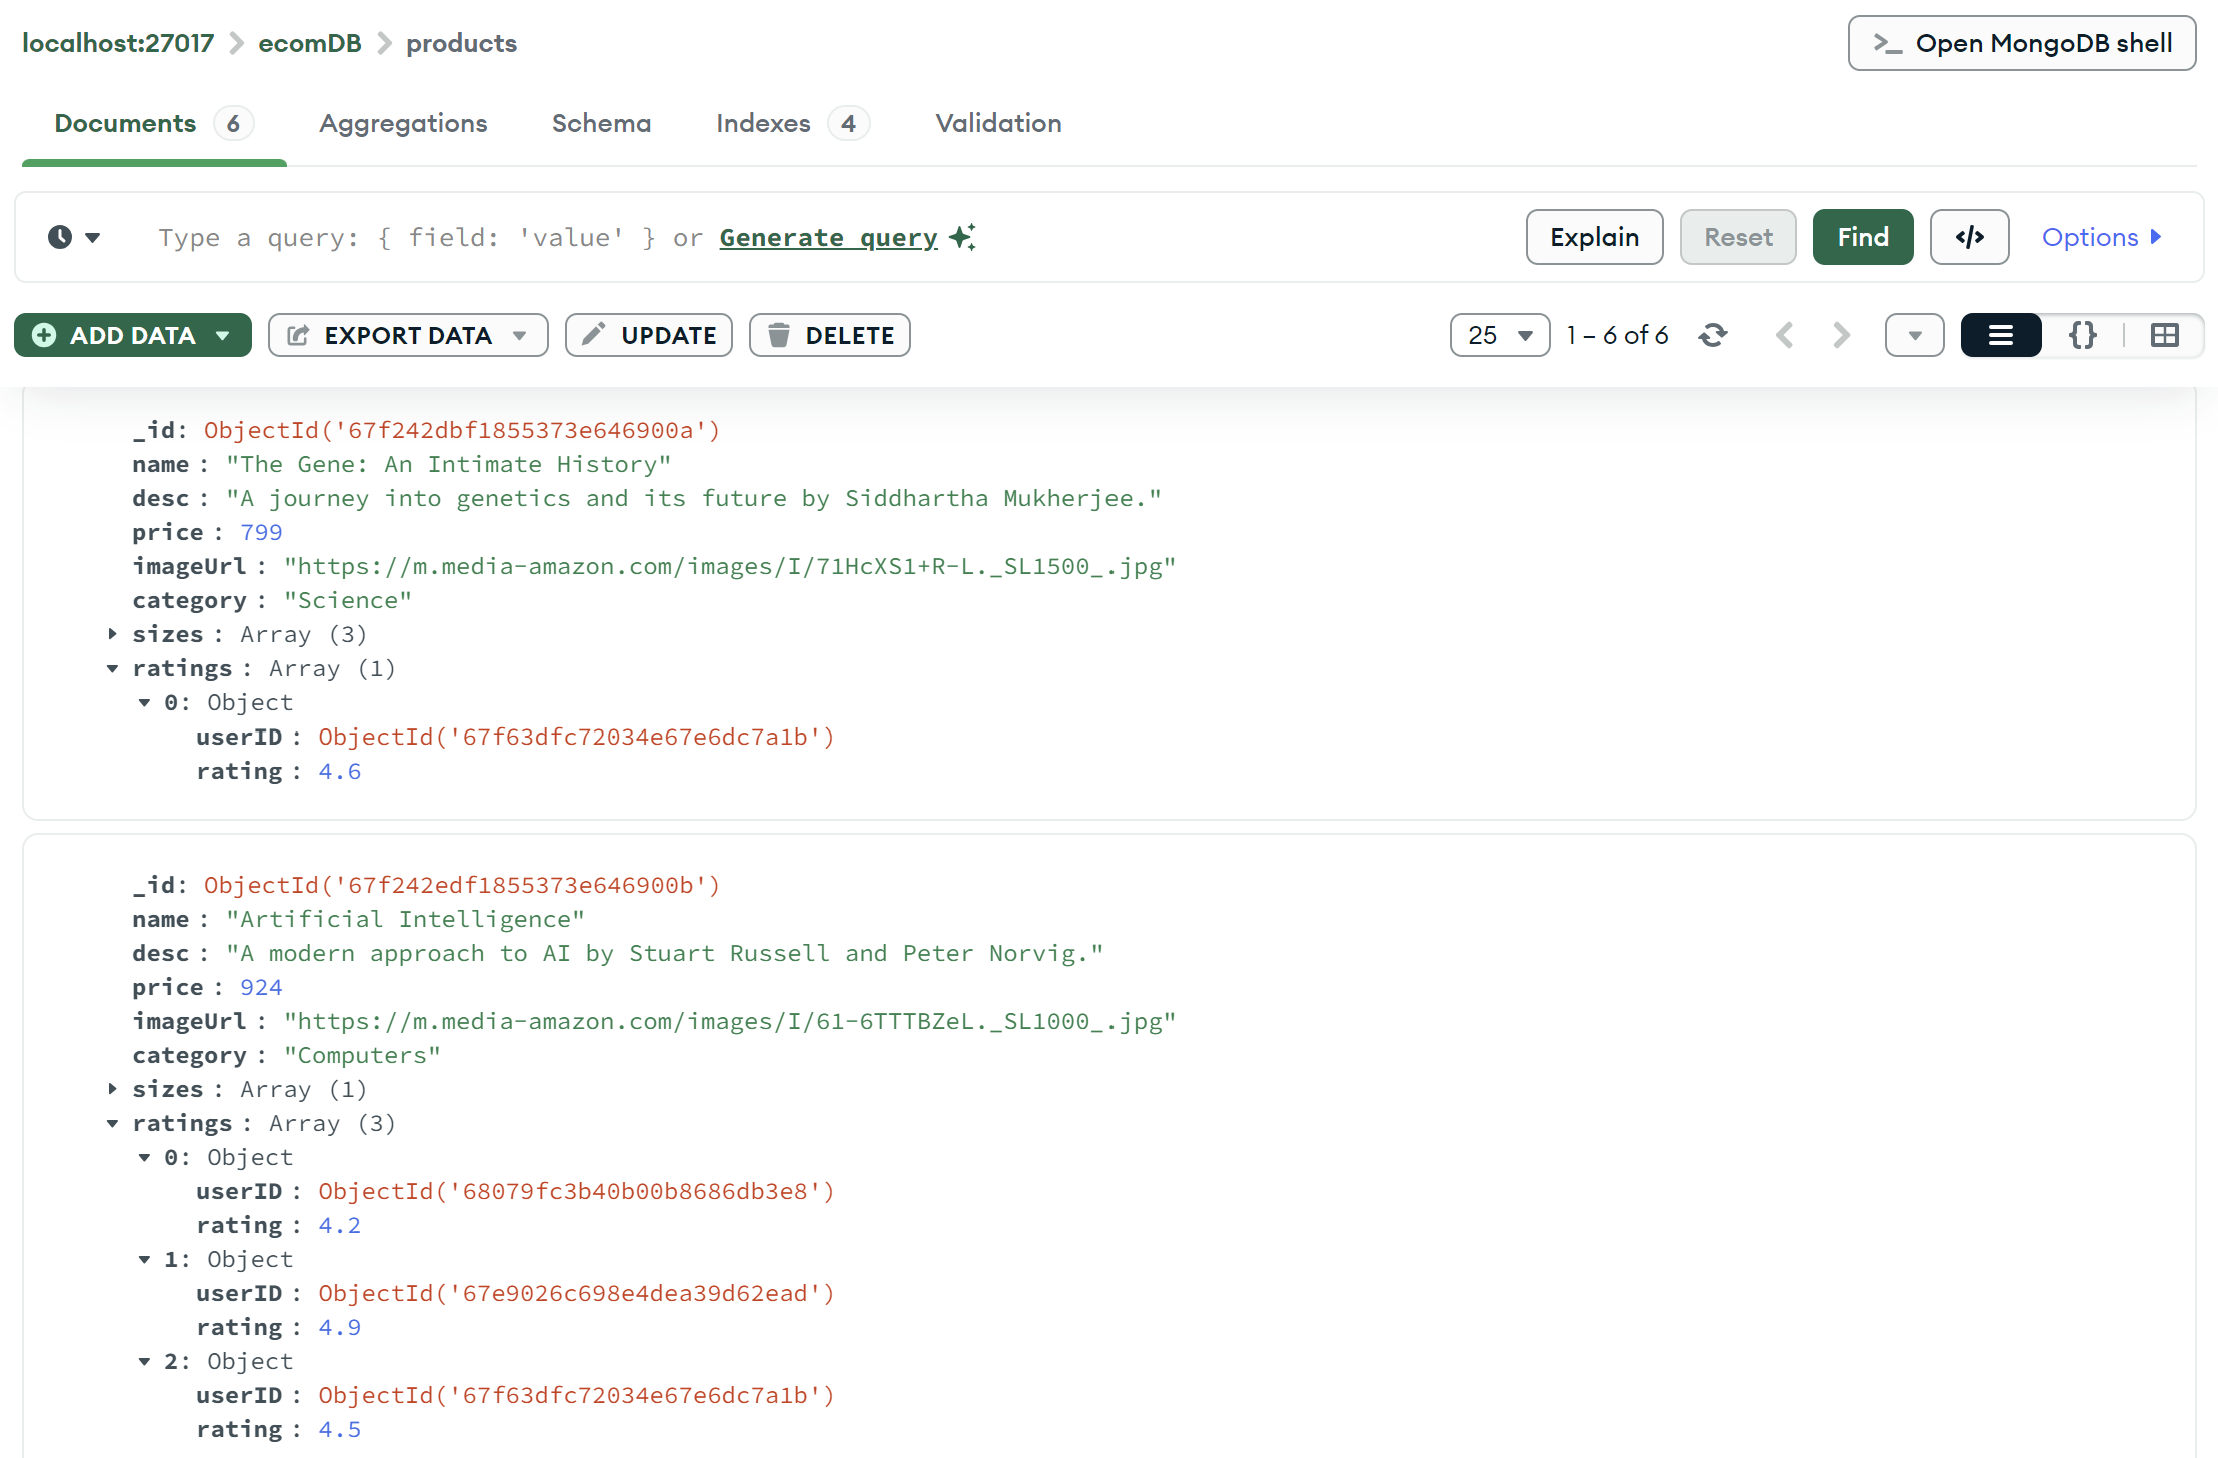 localhost:27017 > ecomDB > products
>_ Open MongoDB shell
Documents 6 Aggregations Schema Indexes 4 Validation
Type a query: { field: 'value' } or Generate query
Explain Reset Find </> Options
ADD DATA EXPORT DATA UPDATE DELETE 25 1 – 6 of 6 {}
_id: ObjectId('67f242dbf1855373e646900a')
name : "The Gene: An Intimate History"
desc : "A journey into genetics and its future by Siddhartha Mukherjee."
price : 799
imageUrl : "https://m.media-amazon.com/images/I/71HcXS1+R-L._SL1500_.jpg"
category : "Science"
sizes : Array (3)
ratings : Array (1)
0: Object
userID : ObjectId('67f63dfc72034e67e6dc7a1b')
rating : 4.6
_id: ObjectId('67f242edf1855373e646900b')
name : "Artificial Intelligence"
desc : "A modern approach to AI by Stuart Russell and Peter Norvig."
price : 924
imageUrl : "https://m.media-amazon.com/images/I/61-6TTTBZeL._SL1000_.jpg"
category : "Computers"
sizes : Array (1)
ratings : Array (3)
0: Object
userID : ObjectId('68079fc3b40b00b8686db3e8')
rating : 4.2
1: Object
userID : ObjectId('67e9026c698e4dea39d62ead')
rating : 4.9
2: Object
userID : ObjectId('67f63dfc72034e67e6dc7a1b')
rating : 4.5